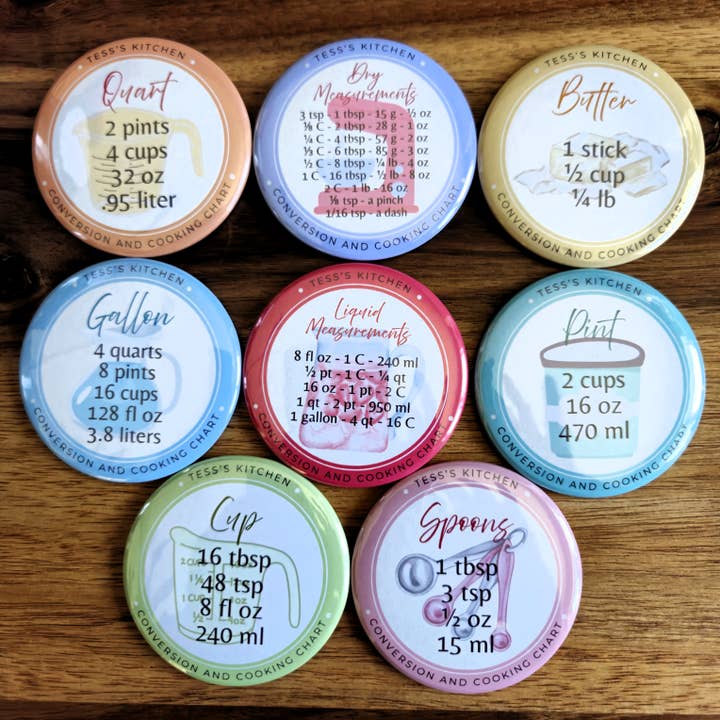 TESS'S KITCHEN
Quart
2 pints
4 cups
32 oz
.95 liter
CONVERSION AND COOKING CHART
TESS'S KITCHEN
Dry
Measurements
3 tsp - 1 tbsp - 15 g - ½ oz
⅛ C - 2 tbsp - 28 g - 1 oz
¼ C - 4 tbsp - 57 g - 2 oz
C - 6 tbsp - 85 g - 3 oz
½ C - 8 tbsp - ¼ lb - 4 oz
1 C - 16 tbsp - ½ lb - 8 oz
2 C - 1 lb - 16 oz
⅛ tsp - a pinch
1/16 tsp - a dash
CONVERSION AND COOKING CHART
TESS'S KITCHEN
Butter
1 stick
½ cup
¼ lb
CONVERSION AND COOKING CHART
TESS'S KITCHEN
Gallon
4 quarts
8 pints
16 cups
128 fl oz
3.8 liters
CONVERSION AND COOKING CHART
TESS'S KITCHEN
Liquid
Measurements
8 fl oz - 1 C - 240 ml
½ pt - 1 C - ¼ qt
16 oz - 1 pt - 2 C
1 qt - 2 pt - 950 ml
1 gallon - 4 qt - 16 C
CONVERSION AND COOKING CHART
TESS'S KITCHEN
Pint
2 cups
16 oz
470 ml
CONVERSION AND COOKING CHART
TESS'S KITCHEN
Cup
16 tbsp
48 tsp
8 fl oz
240 ml
CONVERSION AND COOKING CHART
TESS'S KITCHEN
Spoons
1 tbsp
3 tsp
½ oz
15 ml
CONVERSION AND COOKING CHART